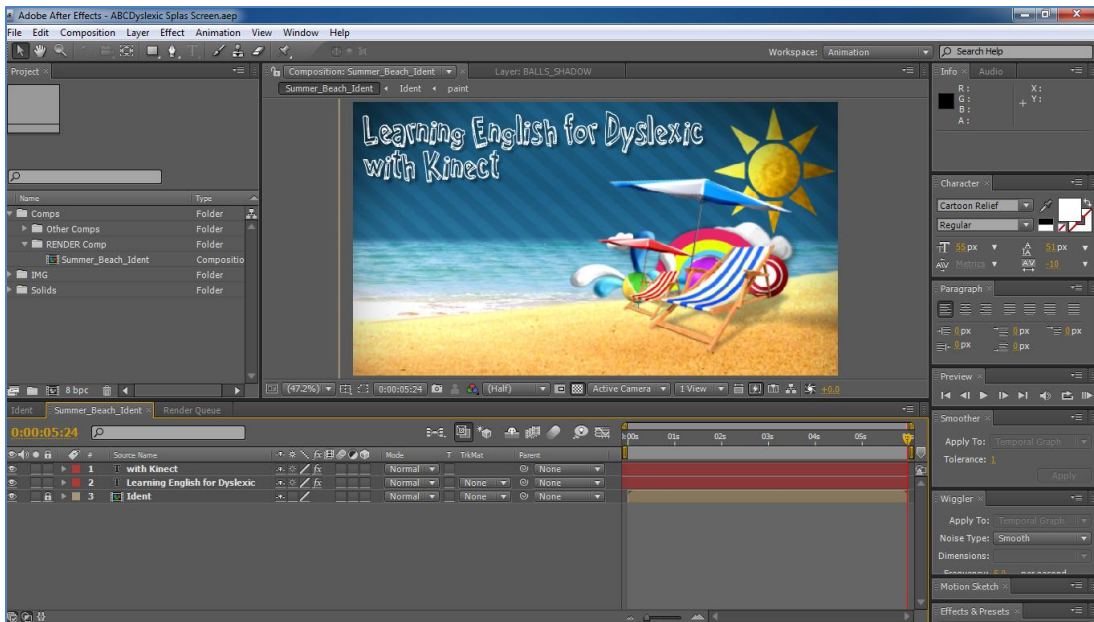 Adobe After Effects - ABCDyslexic Splas Screen.aep
File Edit Composition Layer Effect Animation View Window Help
Workspace: Animation
Search Help
Project
Composition: Summer_Beach_Ident
Layer: BALLS_SHADOW
Summer_Beach_Ident Ident paint
Learning English for Dyslexic
with Kinect
Name Type
Comps Folder
Other Comps Folder
RENDER Comp Folder
Summer_Beach_Ident Compositio
IMG Folder
Solids Folder
8 bpc
(47.2%) 0:00:05:24 (Half) Active Camera 1 View +0.0
Info Audio
R: X:
G: Y:
B:
A:
Character
Cartoon Relief
Regular
55 px 51 px
Metrics -10
Paragraph
0 px 0 px 0 px
0 px 0 px
Preview
Smoother
Apply To: Temporal Graph
Tolerance: 1
Apply
Wiggler
Apply To: Temporal Graph
Noise Type: Smooth
Dimensions:
Motion Sketch
Effects & Presets
Ident Summer_Beach_Ident Render Queue
0:00:05:24
# Source Name Mode T TrkMat Parent
1 T with Kinect Normal None
2 T Learning English for Dyslexic Normal None None
3 Ident Normal None None
00s 01s 02s 03s 04s 05s